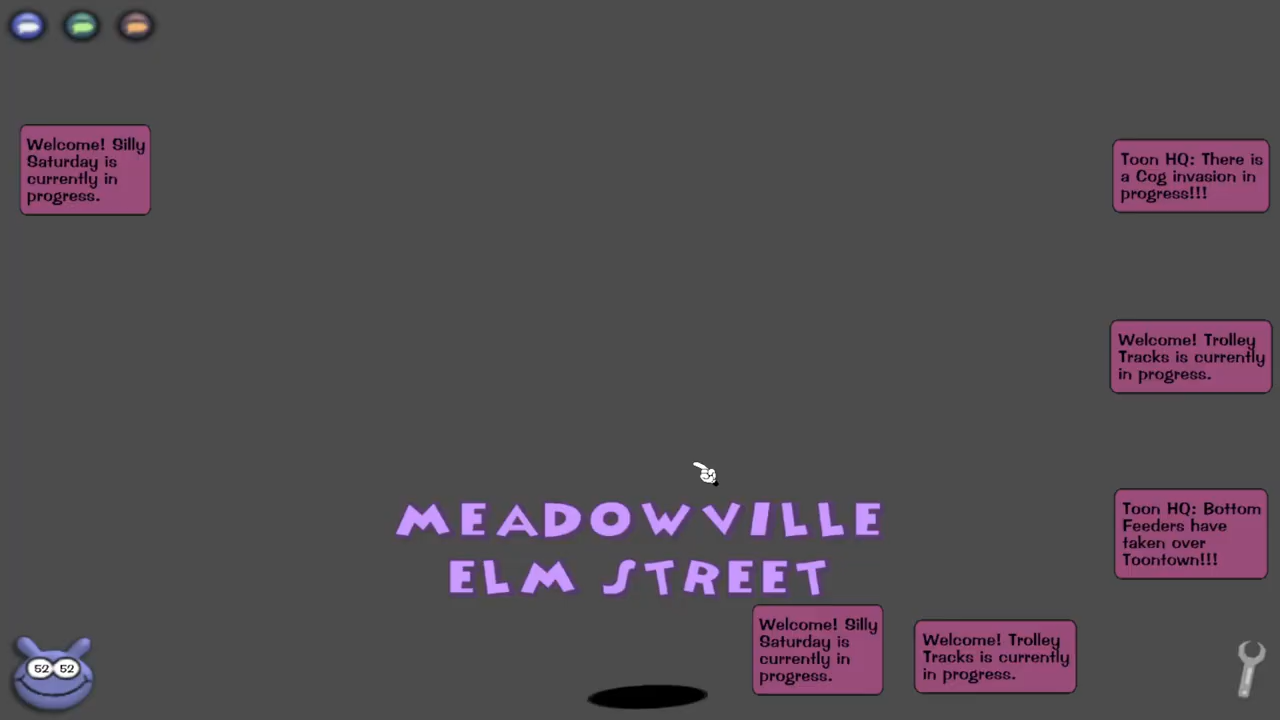 Welcome! Silly
Saturday is
currently in
progress.
Toon HQ: There is
a Cog invasion in
progress!!!
Welcome! Trolley
Tracks is currently
in progress.
Toon HQ: Bottom
Feeders have
taken over
Toontown!!!
MEADOWVILLE
ELM STREET
Welcome! Silly
Saturday is
currently in
progress.
Welcome! Trolley
Tracks is currently
in progress.
52 52